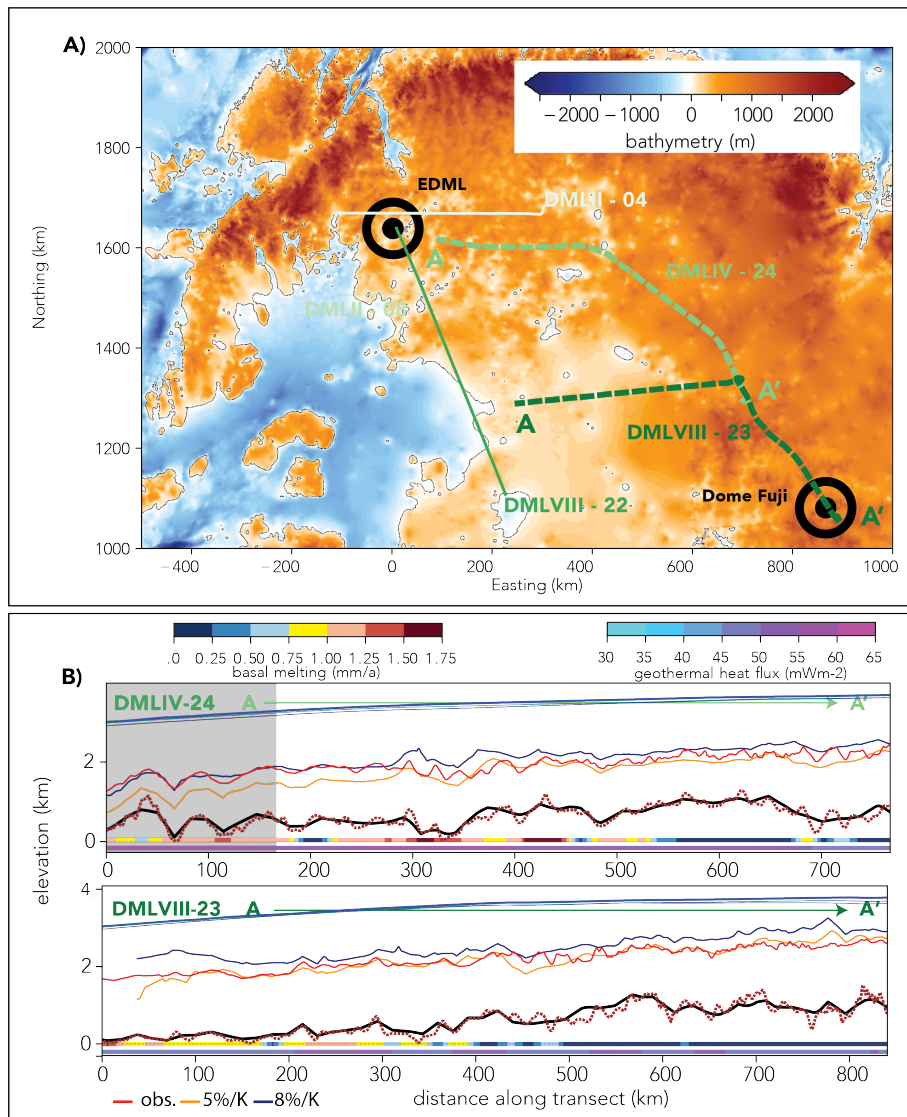 A)
2000
1800
1600
1400
1200
1000
Northing (km)
−2000 −1000 0 1000 2000
bathymetry (m)
EDML
DMLII - 04
A
DMLIV - 24
DMLII - 05
A'
A
DMLVIII - 23
DMLVIII - 22
Dome Fuji
A'
−400 −200 0 200 400 600 800 1000
Easting (km)
.0 0.25 0.50 0.75 1.00 1.25 1.50 1.75
basal melting (mm/a)
30 35 40 45 50 55 60 65
geothermal heat flux (mWm-2)
B)
DMLIV-24 A A'
2
0
0 100 200 300 400 500 600 700
elevation (km)
4
DMLVIII-23 A A'
2
0
0 100 200 300 400 500 600 700 800
obs. 5%/K 8%/K
distance along transect (km)